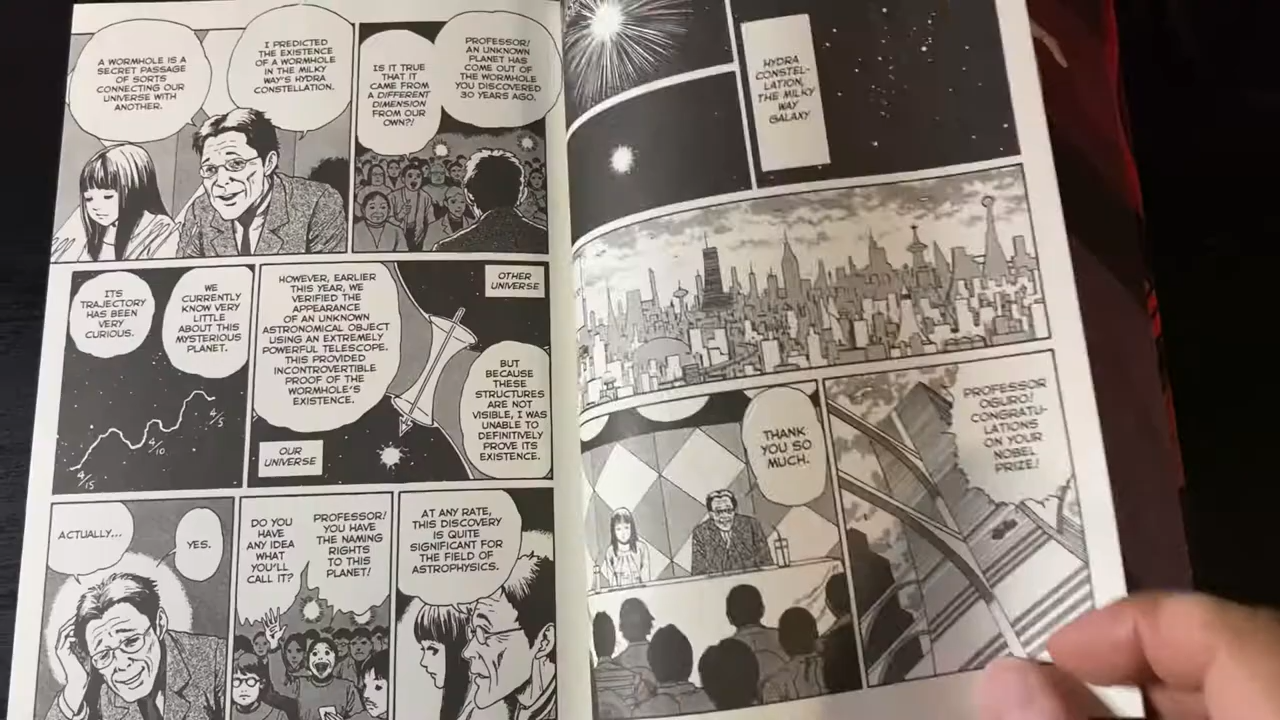 HYDRA
CONSTEL-
LATION,
THE MILKY
WAY
GALAXY
PROFESSOR
OGURO!
CONGRATU-
LATIONS
ON YOUR
NOBEL
PRIZE!
THANK
YOU SO
MUCH.
PROFESSOR!
AN UNKNOWN
PLANET HAS
COME OUT OF
THE WORMHOLE
YOU DISCOVERED
30 YEARS AGO.
IS IT TRUE
THAT IT
CAME FROM
A DIFFERENT
DIMENSION
FROM OUR
OWN?!
I PREDICTED
THE EXISTENCE
OF A WORMHOLE
IN THE MILKY
WAY'S HYDRA
CONSTELLATION.
A WORMHOLE IS A
SECRET PASSAGE
OF SORTS
CONNECTING OUR
UNIVERSE WITH
ANOTHER.
OTHER
UNIVERSE
BUT
BECAUSE
THESE
STRUCTURES
ARE NOT
VISIBLE, I WAS
UNABLE TO
DEFINITIVELY
PROVE ITS
EXISTENCE.
HOWEVER, EARLIER
THIS YEAR, WE
VERIFIED THE
APPEARANCE
OF AN UNKNOWN
ASTRONOMICAL OBJECT
USING AN EXTREMELY
POWERFUL TELESCOPE.
THIS PROVIDED
INCONTROVERTIBLE
PROOF OF THE
WORMHOLE'S
EXISTENCE.
OUR
UNIVERSE
WE
CURRENTLY
KNOW VERY
LITTLE
ABOUT THIS
MYSTERIOUS
PLANET.
ITS
TRAJECTORY
HAS BEEN
VERY
CURIOUS.
4/5
4/10
4/15
AT ANY RATE,
THIS DISCOVERY
IS QUITE
SIGNIFICANT FOR
THE FIELD OF
ASTROPHYSICS.
PROFESSOR!
YOU HAVE
THE NAMING
RIGHTS
TO THIS
PLANET!
DO YOU
HAVE
ANY IDEA
WHAT
YOU'LL
CALL IT?
YES.
ACTUALLY...